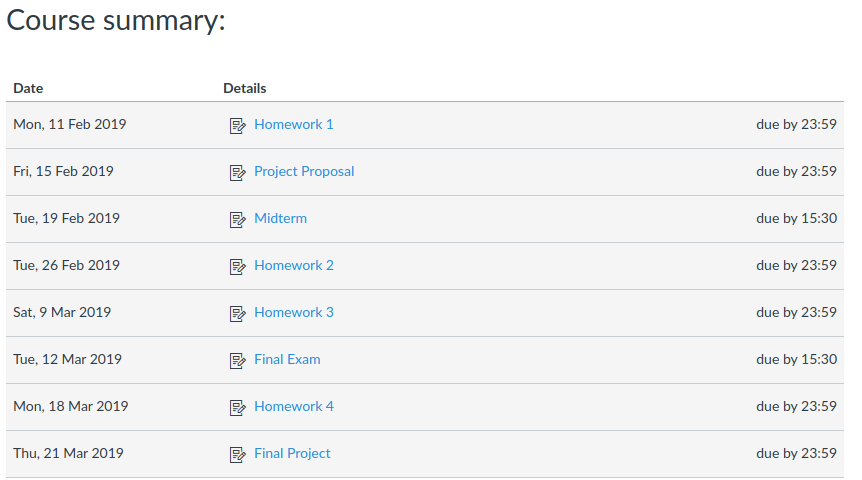 Course summary:
Date Details
Mon, 11 Feb 2019 Homework 1 due by 23:59
Fri, 15 Feb 2019 Project Proposal due by 23:59
Tue, 19 Feb 2019 Midterm due by 15:30
Tue, 26 Feb 2019 Homework 2 due by 23:59
Sat, 9 Mar 2019 Homework 3 due by 23:59
Tue, 12 Mar 2019 Final Exam due by 15:30
Mon, 18 Mar 2019 Homework 4 due by 23:59
Thu, 21 Mar 2019 Final Project due by 23:59